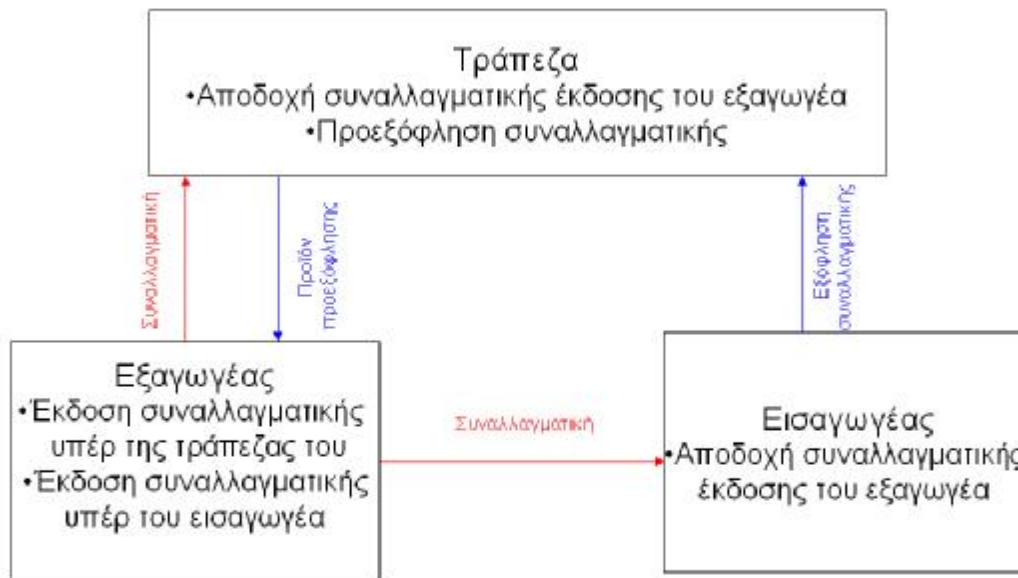 Τράπεζα
•Αποδοχή συναλλαγματικής έκδοσης του εξαγωγέα
•Προεξόφληση συναλλαγματικής
Συναλλαγματική
Προϊόν
προεξόφλησης
Εξόφληση
συναλλαγματικής
Εξαγωγέας
•Έκδοση συναλλαγματικής
υπέρ της τράπεζας του
•Έκδοση συναλλαγματικής
υπέρ του εισαγωγέα
Συναλλαγματική
Εισαγωγέας
•Αποδοχή συναλλαγματικής
έκδοσης του εξαγωγέα